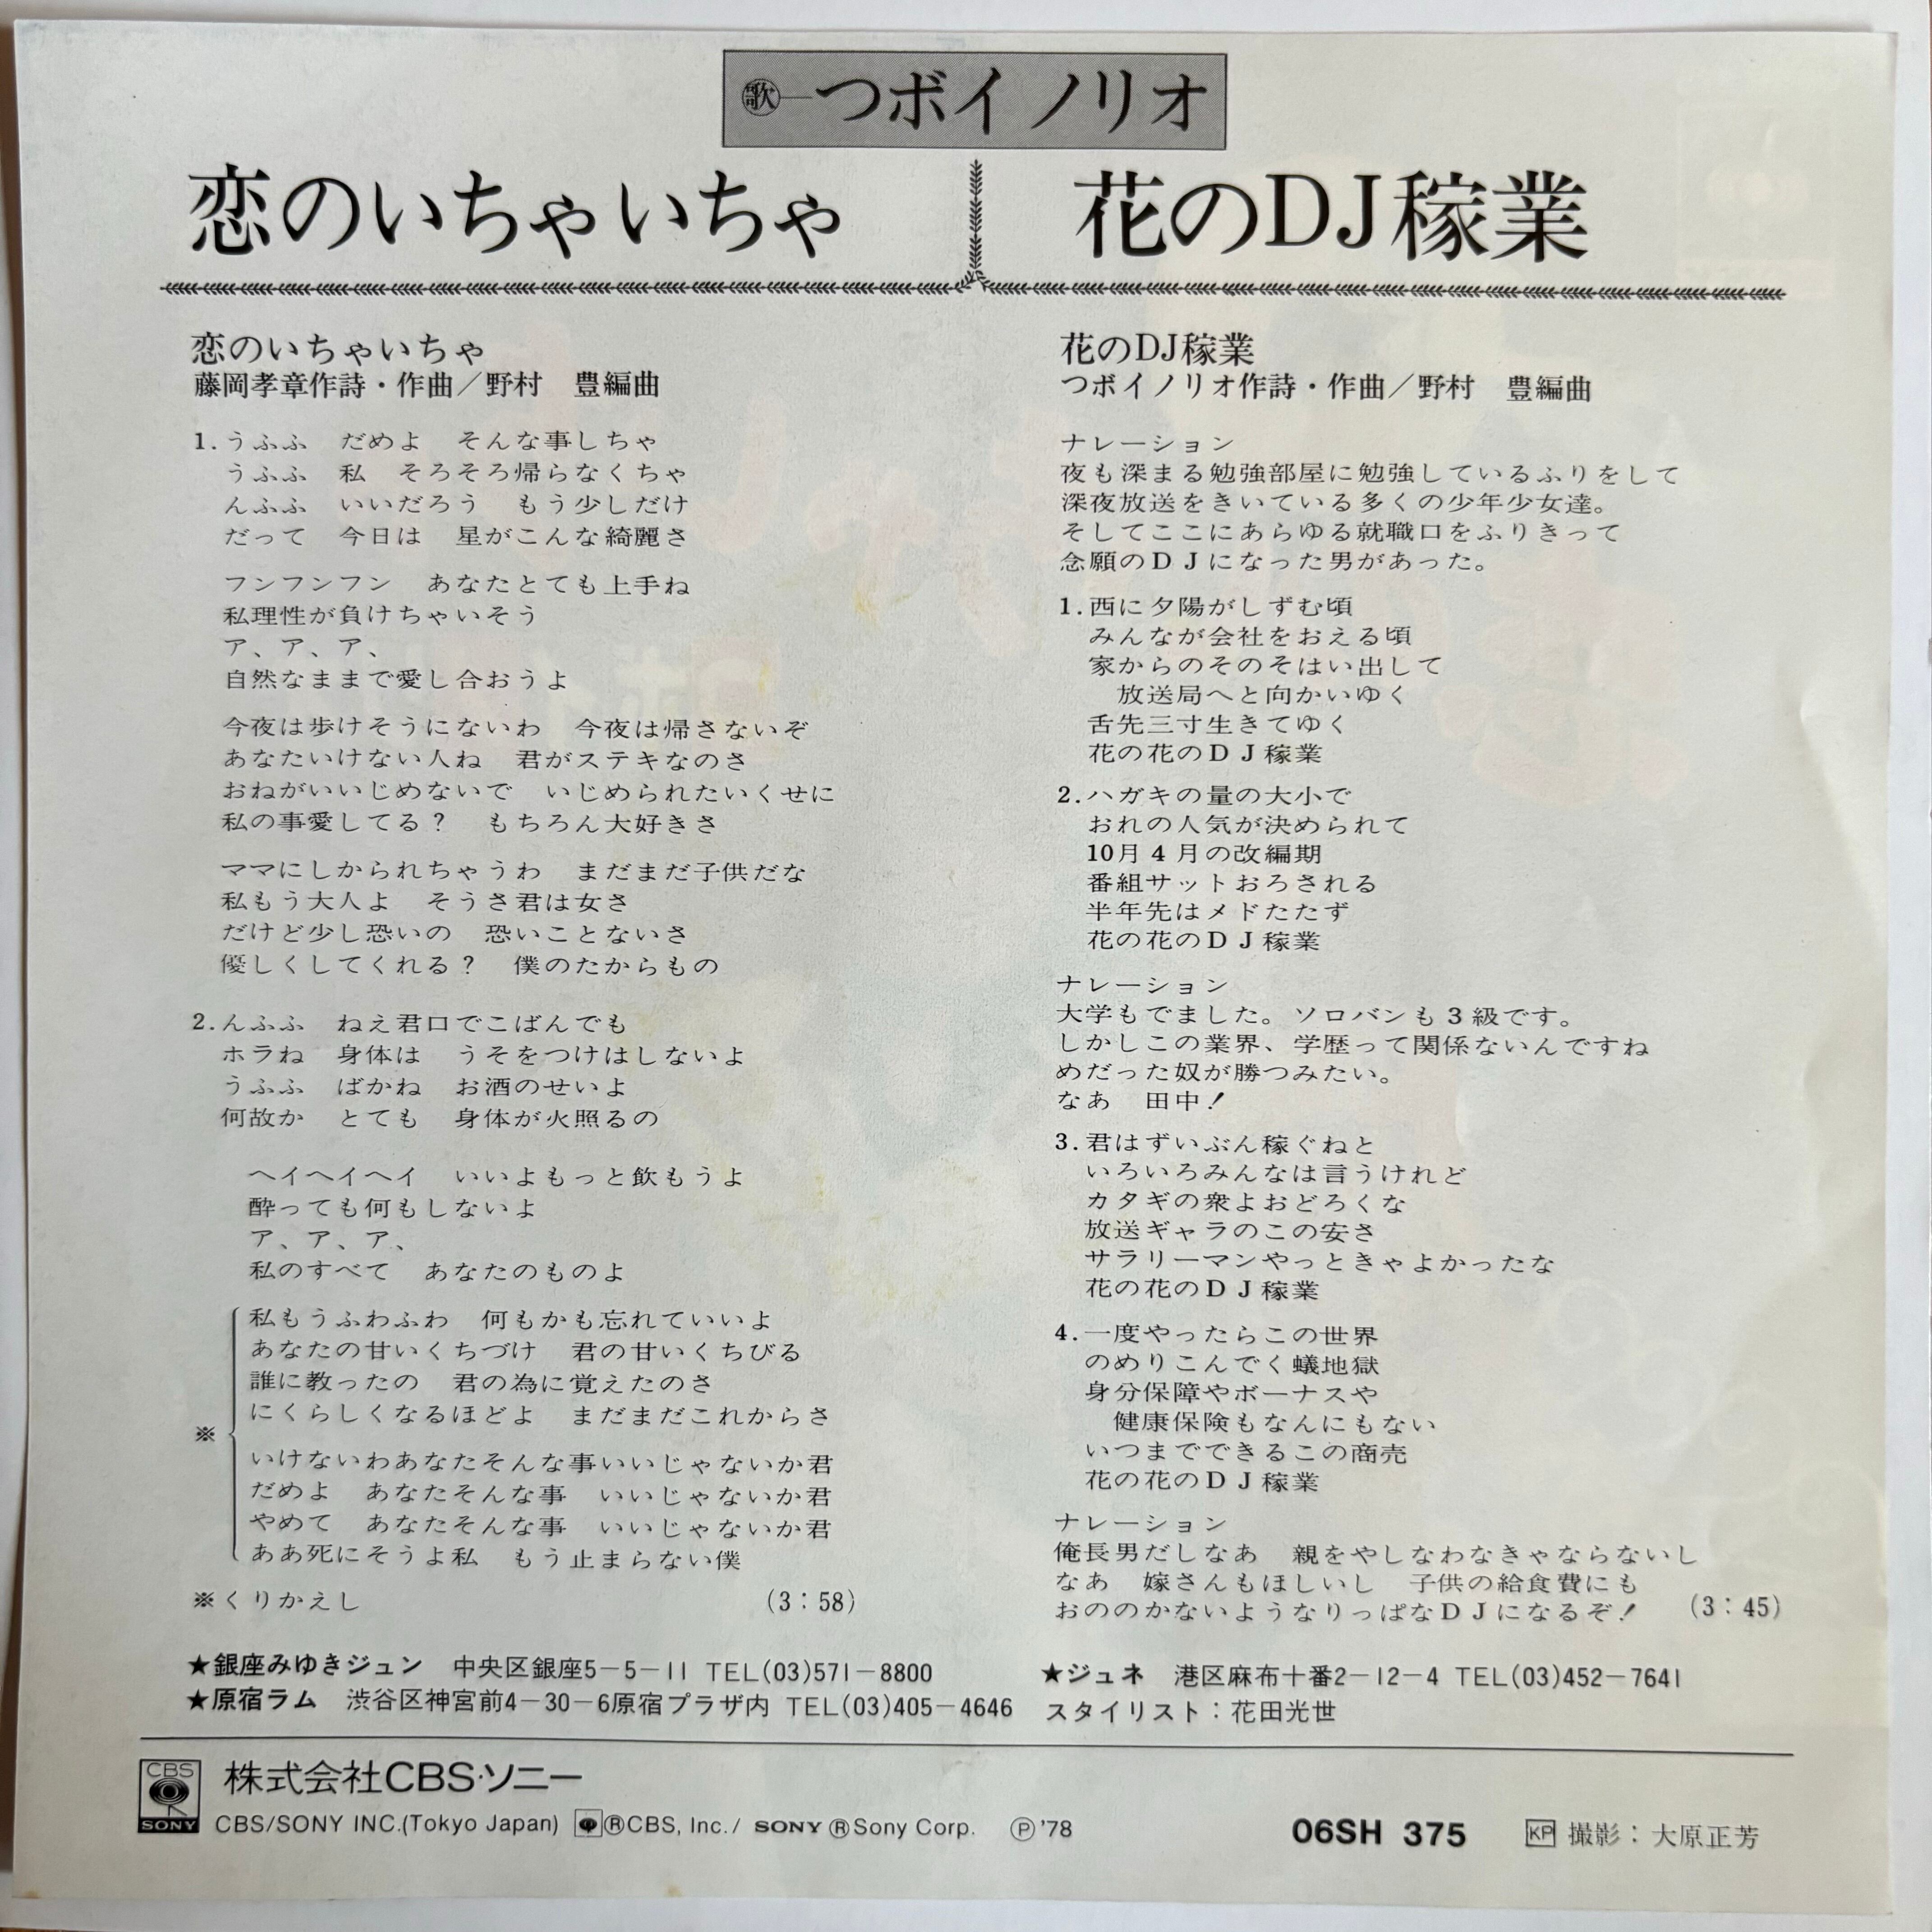 歌―つボイノリオ
恋のいちゃいちゃ
花のDJ稼業
恋のいちゃいちゃ
藤岡孝章作詩・作曲／野村　豊編曲
1.うふふ　だめよ　そんな事しちゃ
うふふ　私　そろそろ帰らなくちゃ
んふふ　いいだろう　もう少しだけ
だって　今日は　星がこんな綺麗さ
フンフンフン　あなたとても上手ね
私理性が負けちゃいそう
ア、ア、ア、
自然なままで愛し合おうよ
今夜は歩けそうにないわ　今夜は帰さないぞ
あなたいけない人ね　君がステキなのさ
おねがいいじめないで　いじめられたいくせに
私の事愛してる？　もちろん大好きさ
ママにしかられちゃうわ　まだまだ子供だな
私もう大人よ　そうさ君は女さ
だけど少し恐いの　恐いことないさ
優しくしてくれる？　僕のたからもの
2.んふふ　ねえ君口でこばんでも
ホラね　身体は　うそをつけはしないよ
うふふ　ばかね　お酒のせいよ
何故か　とても　身体が火照るの
ヘイヘイヘイ　いいよもっと飲もうよ
酔っても何もしないよ
ア、ア、ア、
私のすべて　あなたのものよ
私もうふわふわ　何もかも忘れていいよ
あなたの甘いくちづけ　君の甘いくちびる
誰に教ったの　君の為に覚えたのさ
にくらしくなるほどよ　まだまだこれからさ
※
いけないわあなたそんな事いいじゃないか君
だめよ　あなたそんな事　いいじゃないか君
やめて　あなたそんな事　いいじゃないか君
ああ死にそうよ私　もう止まらない僕
※くりかえし　(3：58)
花のDJ稼業
つボイノリオ作詩・作曲／野村　豊編曲
ナレーション
夜も深まる勉強部屋に勉強しているふりをして
深夜放送をきいている多くの少年少女達。
そしてここにあらゆる就職口をふりきって
念願のＤＪになった男があった。
1.西に夕陽がしずむ頃
みんなが会社をおえる頃
家からのそのそはい出して
放送局へと向かいゆく
舌先三寸生きてゆく
花の花のＤＪ稼業
2.ハガキの量の大小で
おれの人気が決められて
10月４月の改編期
番組サットおろされる
半年先はメドたたず
花の花のＤＪ稼業
ナレーション
大学もでました。ソロバンも３級です。
しかしこの業界、学歴って関係ないんですね
めだった奴が勝つみたい。
なあ　田中！
3.君はずいぶん稼ぐねと
いろいろみんなは言うけれど
カタギの衆よおどろくな
放送ギャラのこの安さ
サラリーマンやっときゃよかったな
花の花のＤＪ稼業
4.一度やったらこの世界
のめりこんでく蟻地獄
身分保障やボーナスや
健康保険もなんにもない
いつまでできるこの商売
花の花のＤＪ稼業
ナレーション
俺長男だしなあ　親をやしなわなきゃならないし
なあ　嫁さんもほしいし　子供の給食費にも
おののかないようなりっぱなＤＪになるぞ！　(3：45)
★銀座みゆきジュン　中央区銀座5－5－11 TEL(03)571－8800
★原宿ラム　渋谷区神宮前4－30－6原宿プラザ内 TEL(03)405－4646
★ジュネ　港区麻布十番2－12－4 TEL(03)452－7641
スタイリスト：花田光世
CBS
SONY
株式会社CBS・ソニー
CBS/SONY INC.(Tokyo Japan) ®CBS, Inc./ SONY ®Sony Corp. Ⓟ'78
06SH 375
KP 撮影：大原正芳